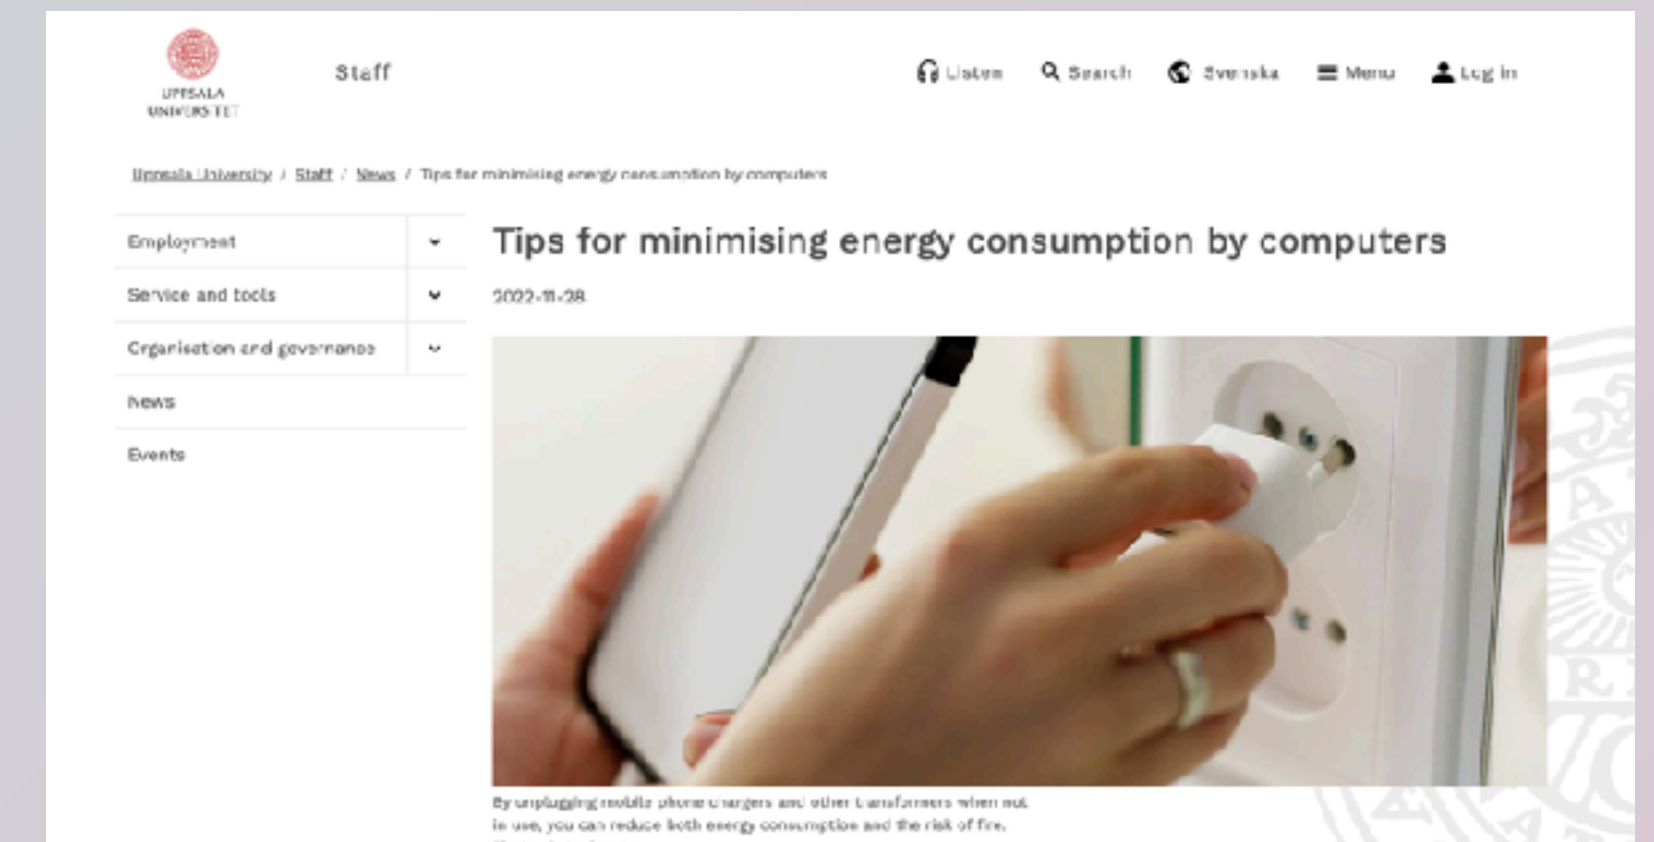 UPPSALA
UNIVERSITET
Staff
Listen
Search
Svenska
Menu
Log in
Uppsala University / Staff / News / Tips for minimising energy consumption by computers
Employment
Service and tools
Organisation and governance
News
Events
Tips for minimising energy consumption by computers
2022-11-28
By unplugging mobile phone chargers and other transformers when not
in use, you can reduce both energy consumption and the risk of fire.